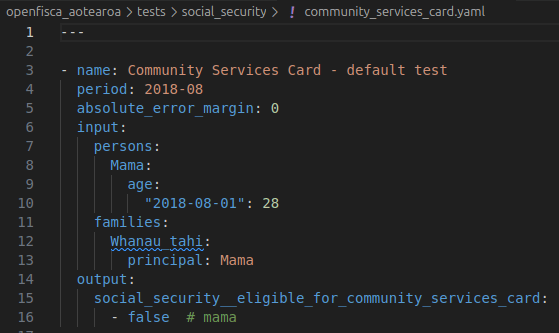 openfisca_aotearoa > tests > social_security > ! community_services_card.yaml
1 ---
2
3 - name: Community Services Card - default test
4 period: 2018-08
5 absolute_error_margin: 0
6 input:
7 persons:
8 Mama:
9 age:
10 "2018-08-01": 28
11 families:
12 Whanau_tahi:
13 principal: Mama
14 output:
15 social_security__eligible_for_community_services_card:
16 - false # mama